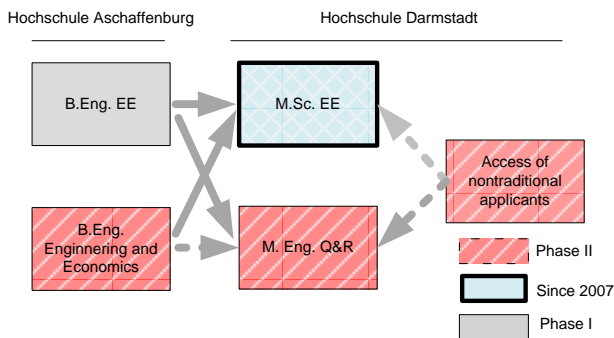 Hochschule Aschaffenburg
Hochschule Darmstadt
B.Eng. EE
M.Sc. EE
Access of
nontraditional
applicants
B.Eng.
Enginnering and
Economics
M. Eng. Q&R
Phase II
Since 2007
Phase I